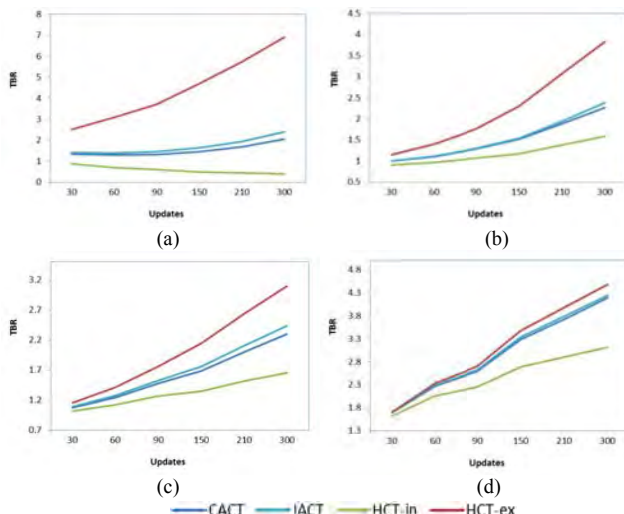 8
7
6
5
4
3
2
1
0
TBR
30 60 90 150 210 300
Updates
(a)
4.5
4
3.5
3
2.5
2
1.5
1
0.5
TBR
30 60 90 150 210 300
Updates
(b)
3.2
2.7
2.2
1.7
1.2
0.7
TBR
30 60 90 150 210 300
Updates
(c)
4.8
4.3
3.8
3.3
2.8
2.3
1.8
1.3
TBR
30 60 90 150 210 300
Updates
(d)
CACT IACT HCT-in HCT-ex